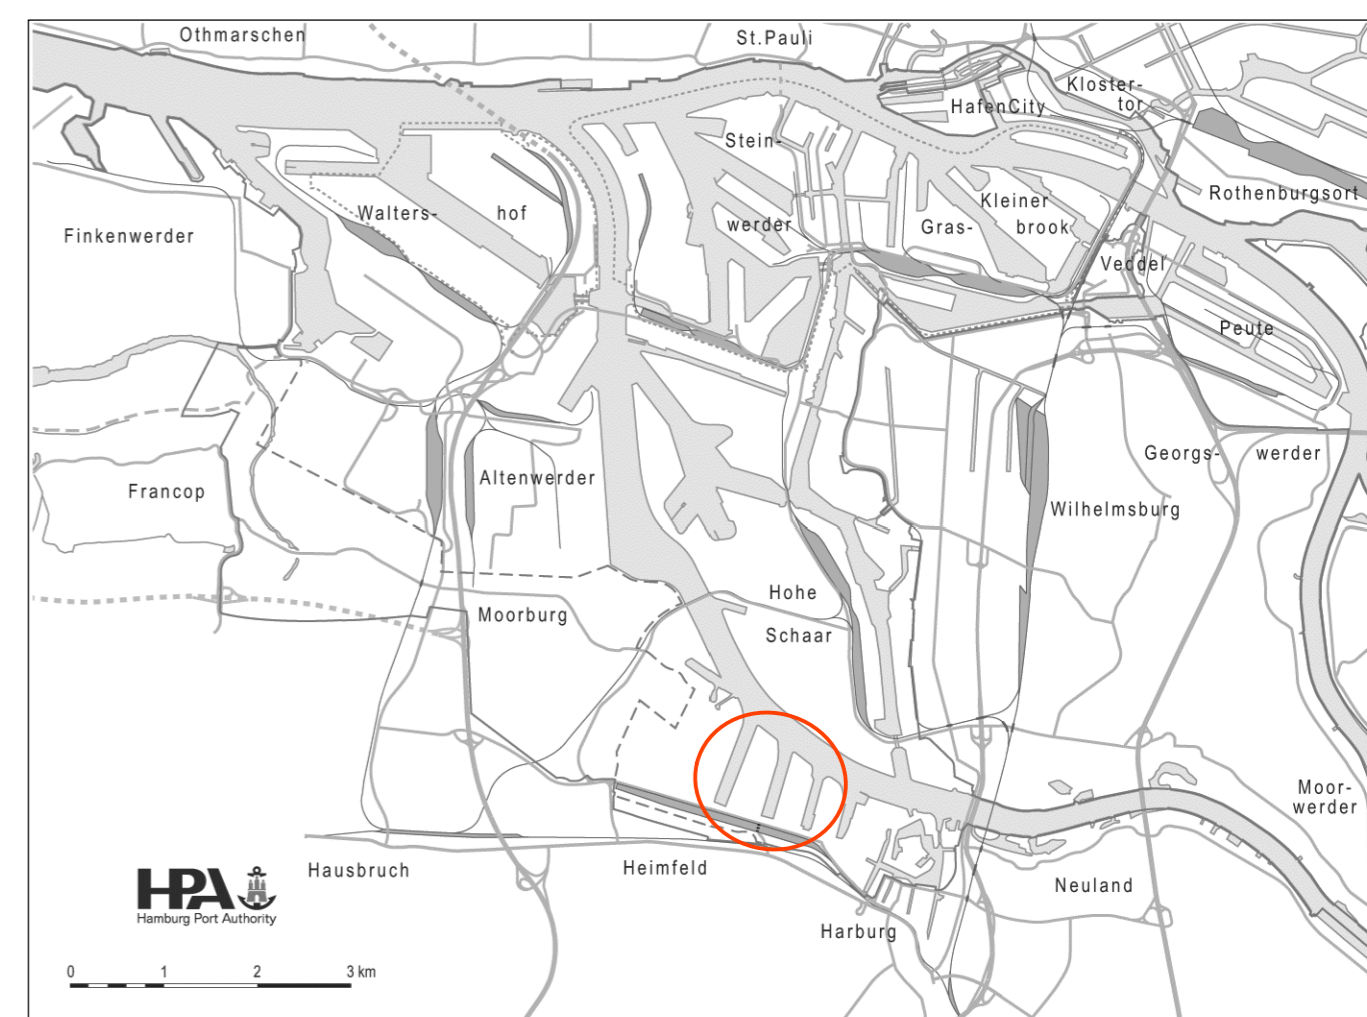 Othmarschen
St.Pauli
Kloster-
tor
HafenCity
Stein-
werder
Rothenburgsort
Kleiner
brook
Gras-
Walters-
hof
Finkenwerder
Veddel
Peute
Georgs-
werder
Altenwerder
Francop
Wilhelmsburg
Hohe
Schaar
Moorburg
Moor-
werder
Hausbruch
Heimfeld
Neuland
Harburg
HPA
Hamburg Port Authority
0 1 2 3 km